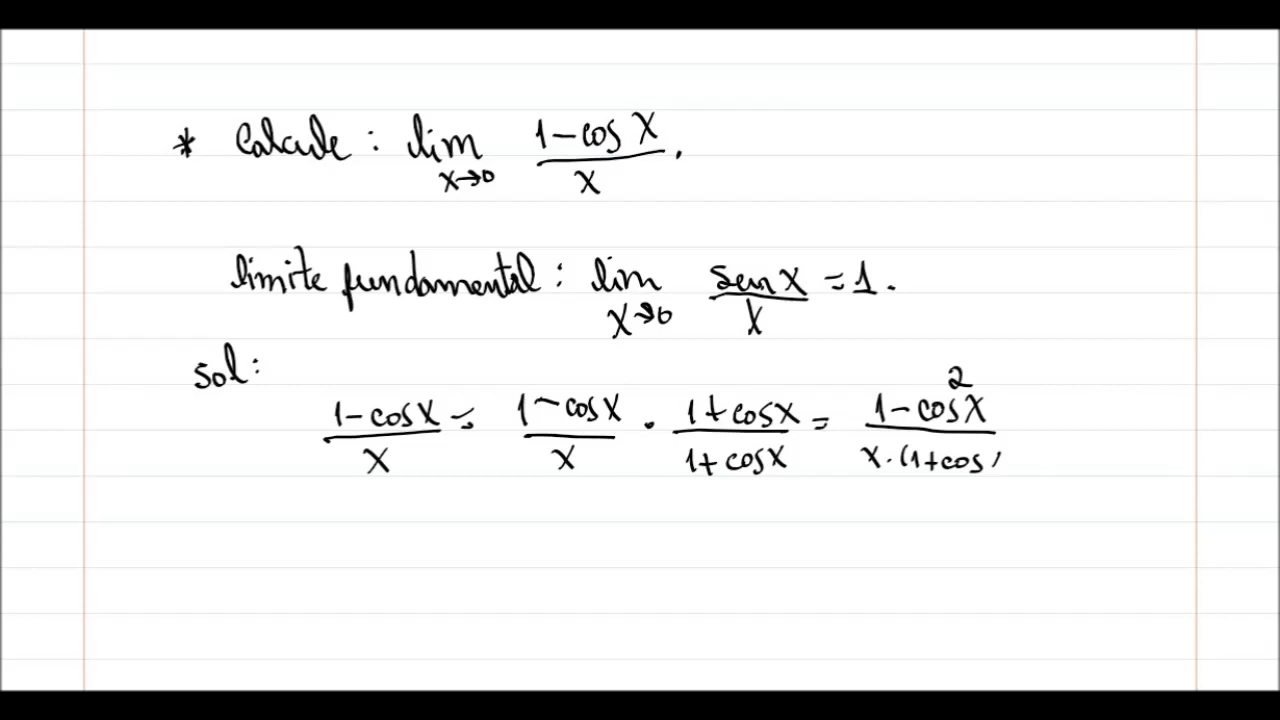 * Calcule : lim x→0 (1-cos x)/x .
limite fundamental : lim x→0 (sen x)/x = 1 .
sol:
(1-cos x)/x = (1-cos x)/x · (1+cos x)/(1+cos x) = (1-cos² x)/(x·(1+cos